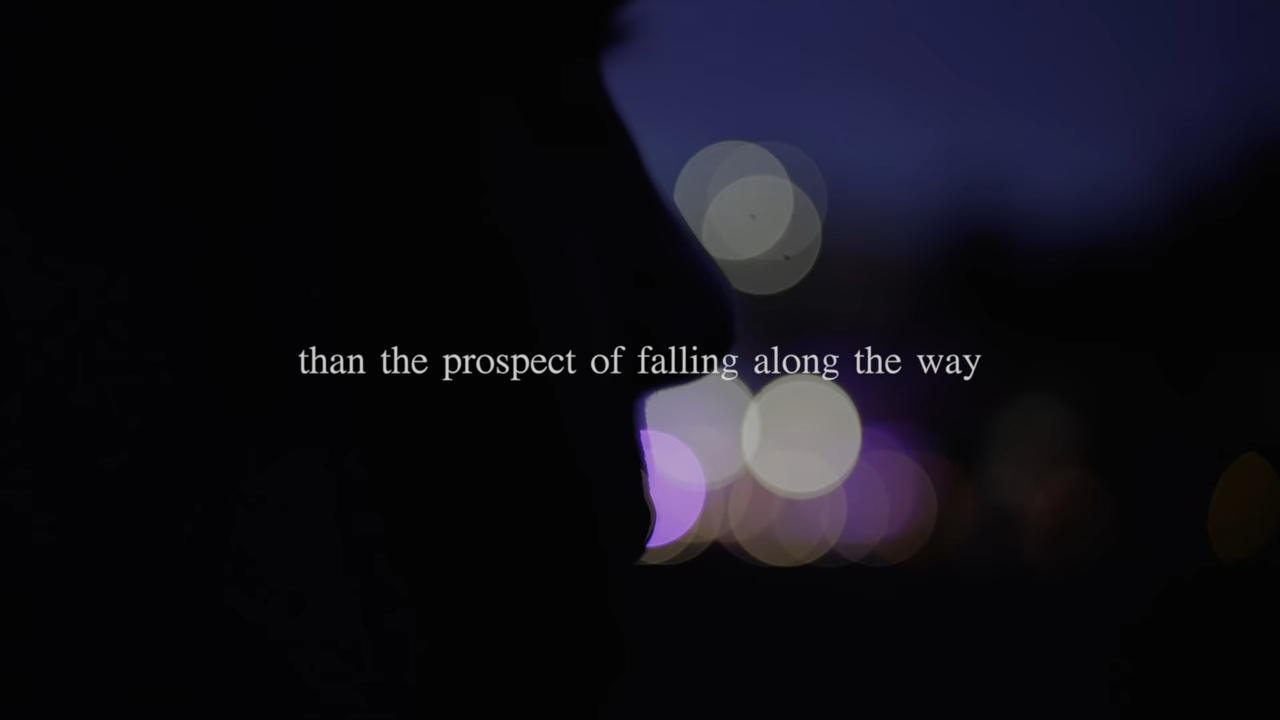 than the prospect of falling along the way